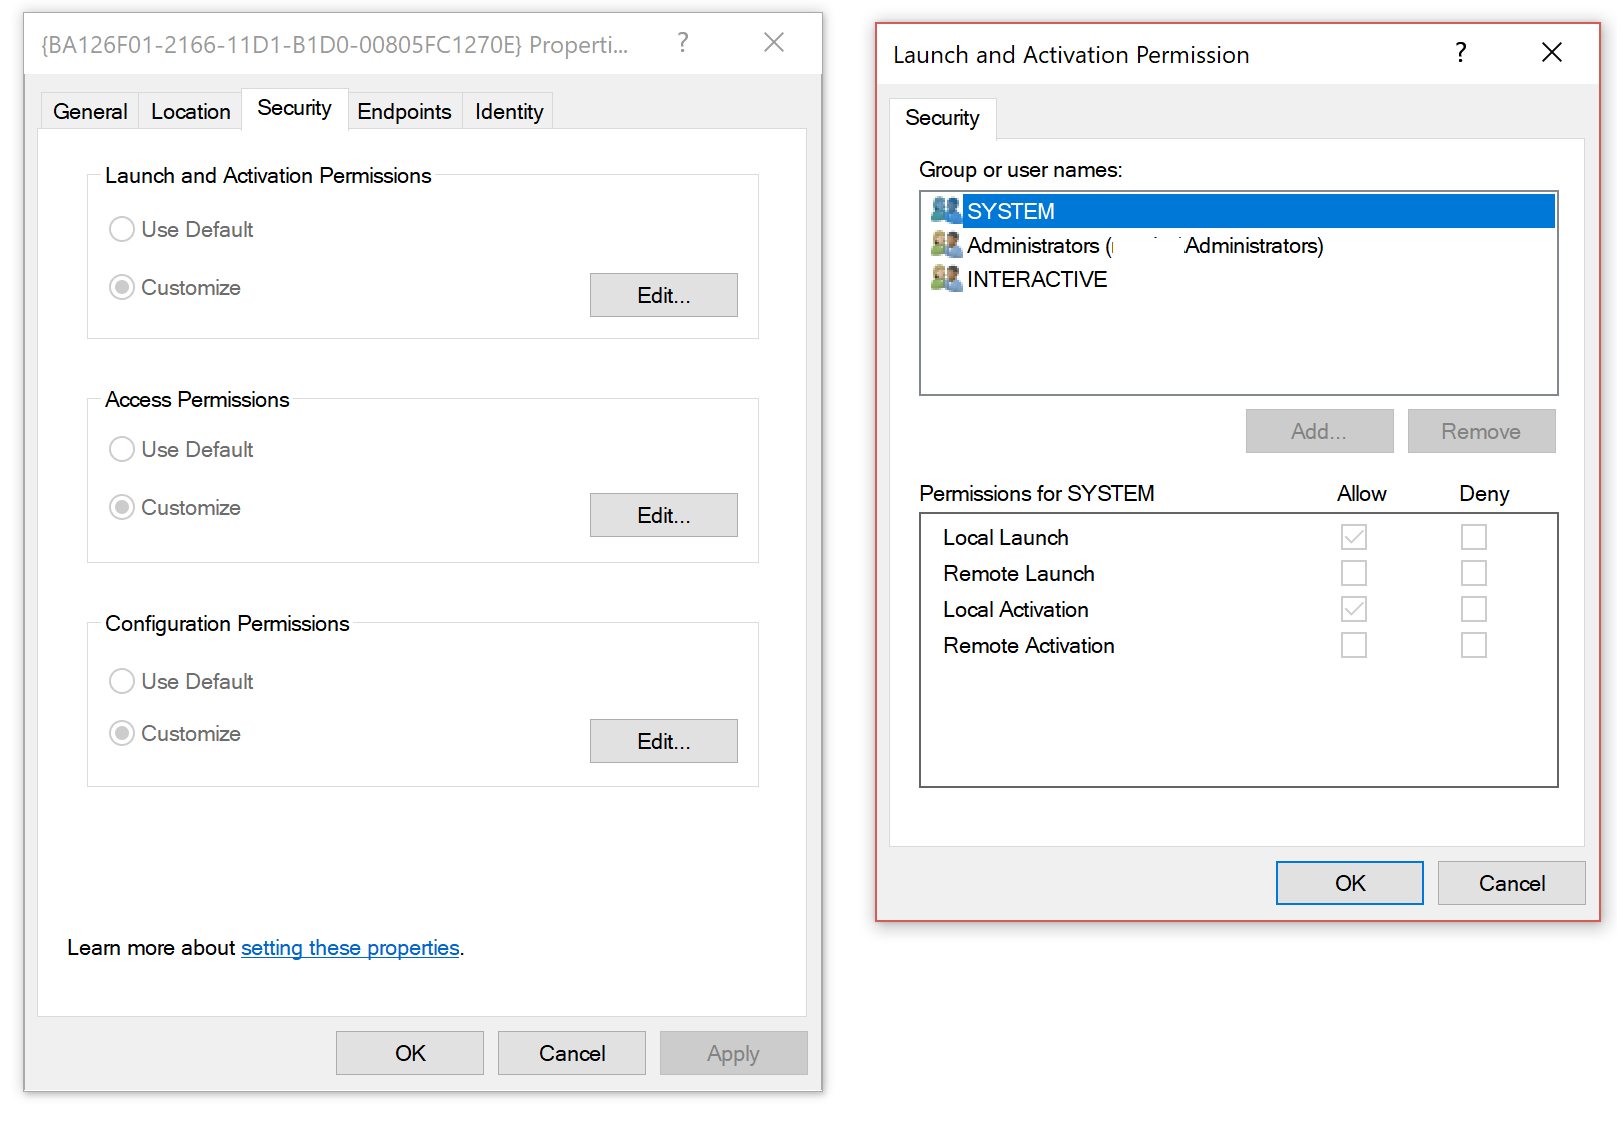 {BA126F01-2166-11D1-B1D0-00805FC1270E} Properti... ?
General Location Security Endpoints Identity
Launch and Activation Permissions
Use Default
Customize
Edit...
Access Permissions
Use Default
Customize
Edit...
Configuration Permissions
Use Default
Customize
Edit...
Learn more about setting these properties.
OK Cancel Apply
Launch and Activation Permission ?
Security
Group or user names:
SYSTEM
Administrators ( \Administrators)
INTERACTIVE
Add... Remove
Permissions for SYSTEM Allow Deny
Local Launch
Remote Launch
Local Activation
Remote Activation
OK Cancel